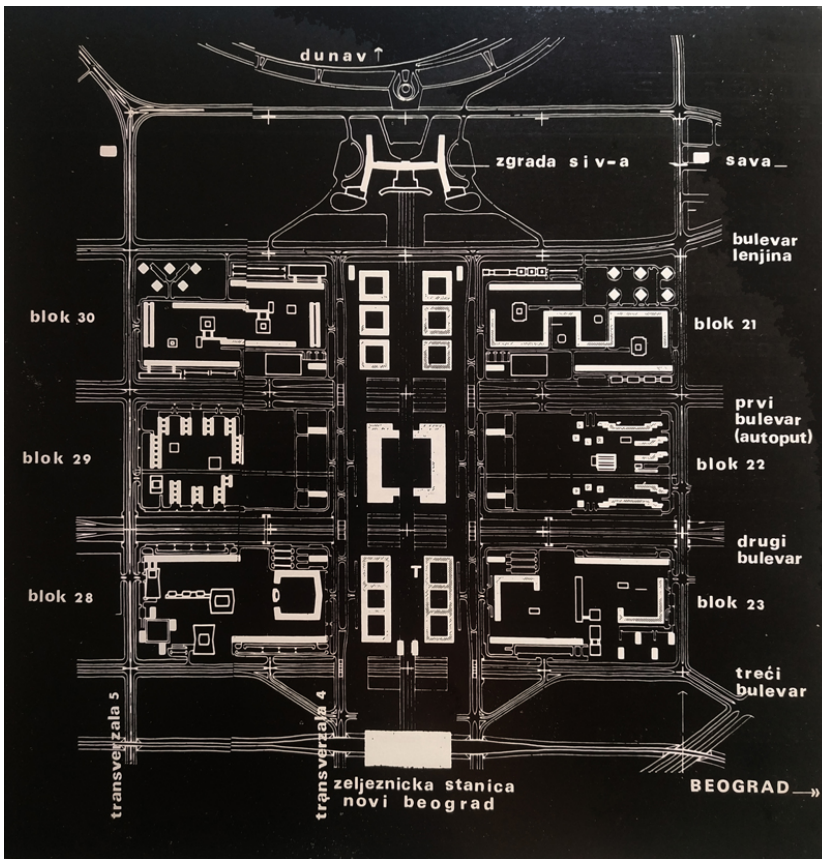 dunav ↑
zgrada siv-a
sava
bulevar
lenjina
blok 30
blok 21
prvi
bulevar
(autoput)
blok 29
blok 22
drugi
bulevar
blok 28
T
blok 23
treći
bulevar
transverzala 5
transverzala 4
zeljeznicka stanica
novi beograd
BEOGRAD →»